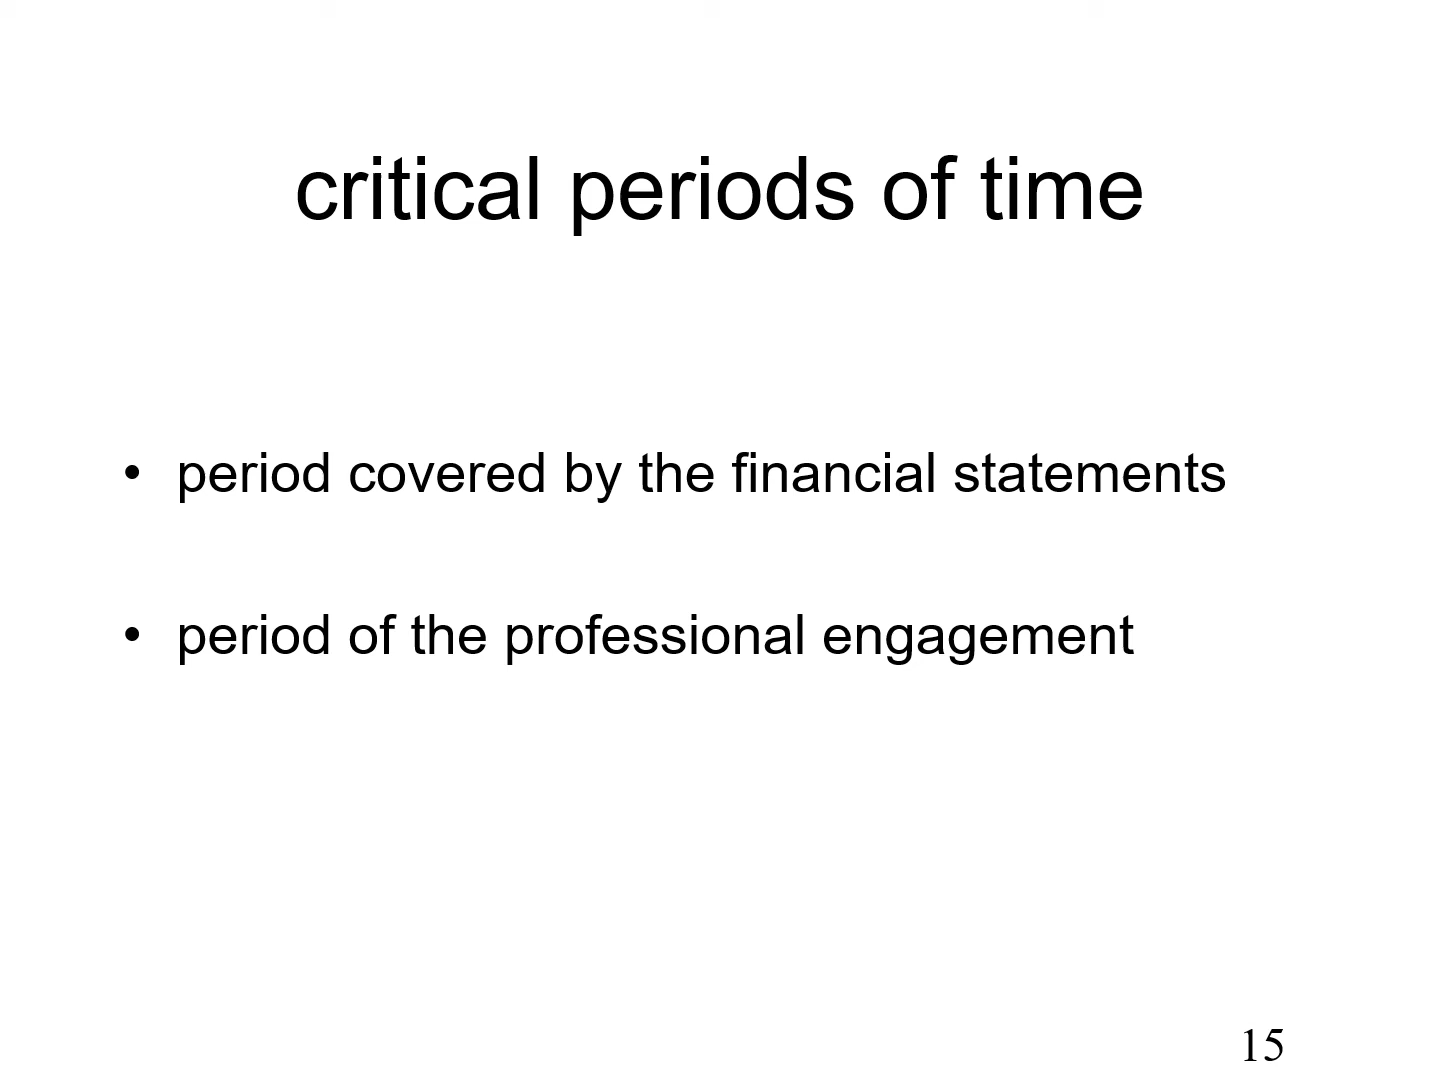 critical periods of time
• period covered by the financial statements
• period of the professional engagement
15